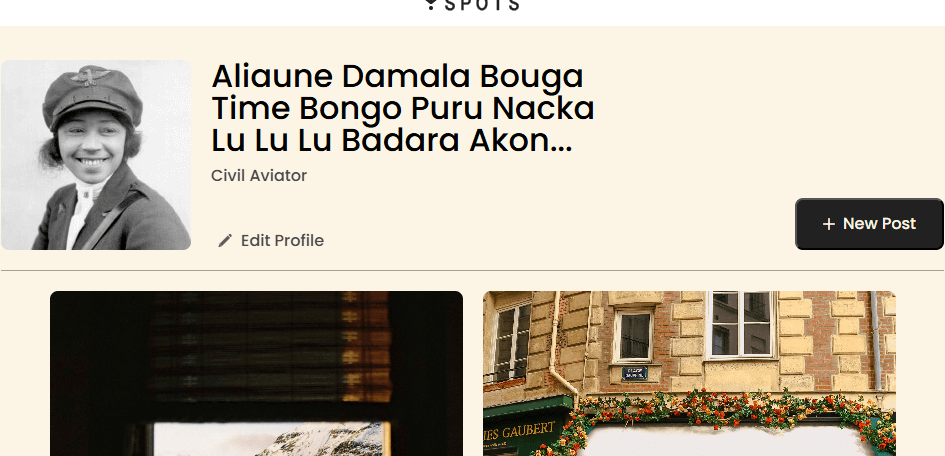 SPOTS
Aliaune Damala Bouga
Time Bongo Puru Nacka
Lu Lu Lu Badara Akon...
Civil Aviator
Edit Profile
+ New Post
IES GAUBERT